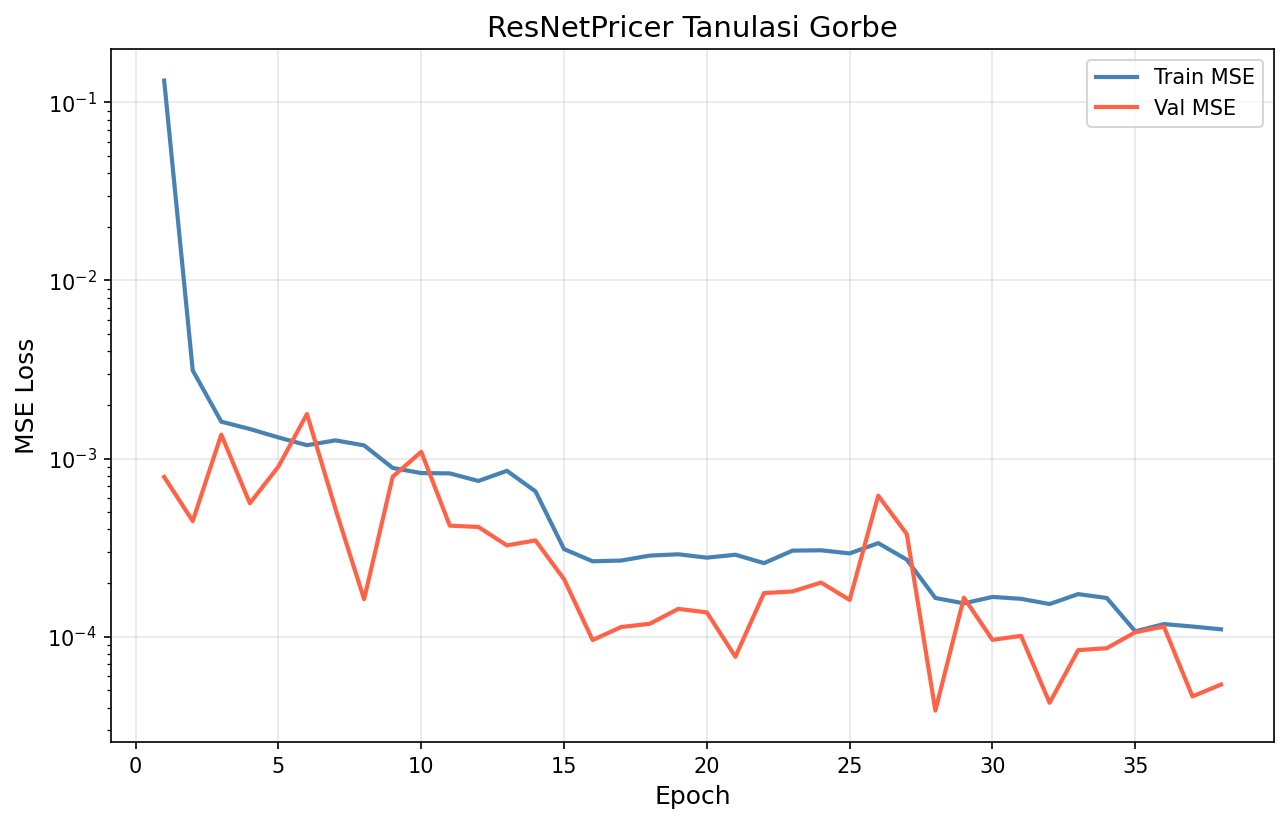 ResNetPricer Tanulasi Gorbe
Train MSE
Val MSE
MSE Loss
10⁻¹
10⁻²
10⁻³
10⁻⁴
0 5 10 15 20 25 30 35
Epoch